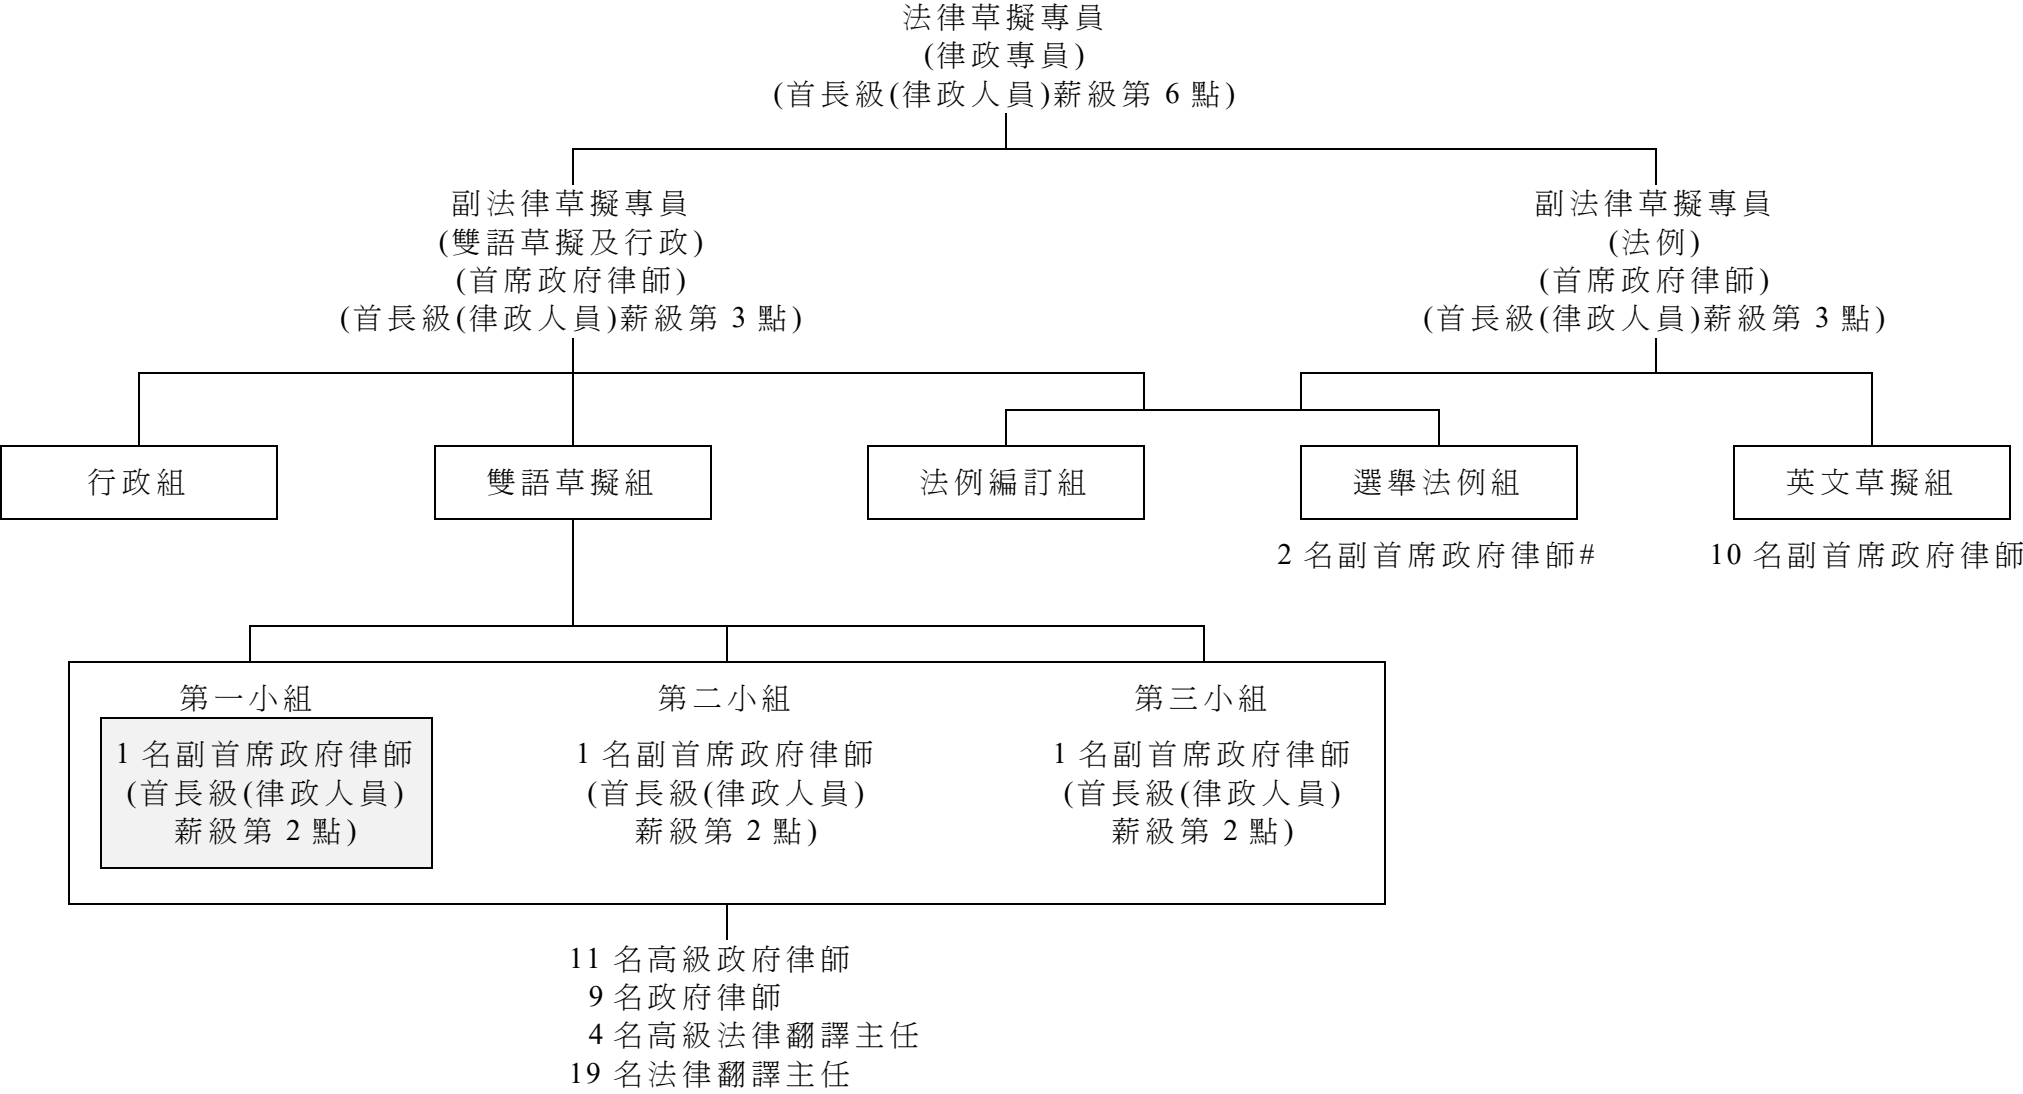 法律草擬專員
(律政專員)
(首長級(律政人員)薪級第 6 點)
副法律草擬專員
(雙語草擬及行政)
(首席政府律師)
(首長級(律政人員)薪級第 3 點)
副法律草擬專員
(法例)
(首席政府律師)
(首長級(律政人員)薪級第 3 點)
行政組
雙語草擬組
法例編訂組
選舉法例組
英文草擬組
2 名副首席政府律師#
10 名副首席政府律師
第一小組
1 名副首席政府律師
(首長級(律政人員)
薪級第 2 點)
第二小組
1 名副首席政府律師
(首長級(律政人員)
薪級第 2 點)
第三小組
1 名副首席政府律師
(首長級(律政人員)
薪級第 2 點)
11 名高級政府律師
9 名政府律師
4 名高級法律翻譯主任
19 名法律翻譯主任